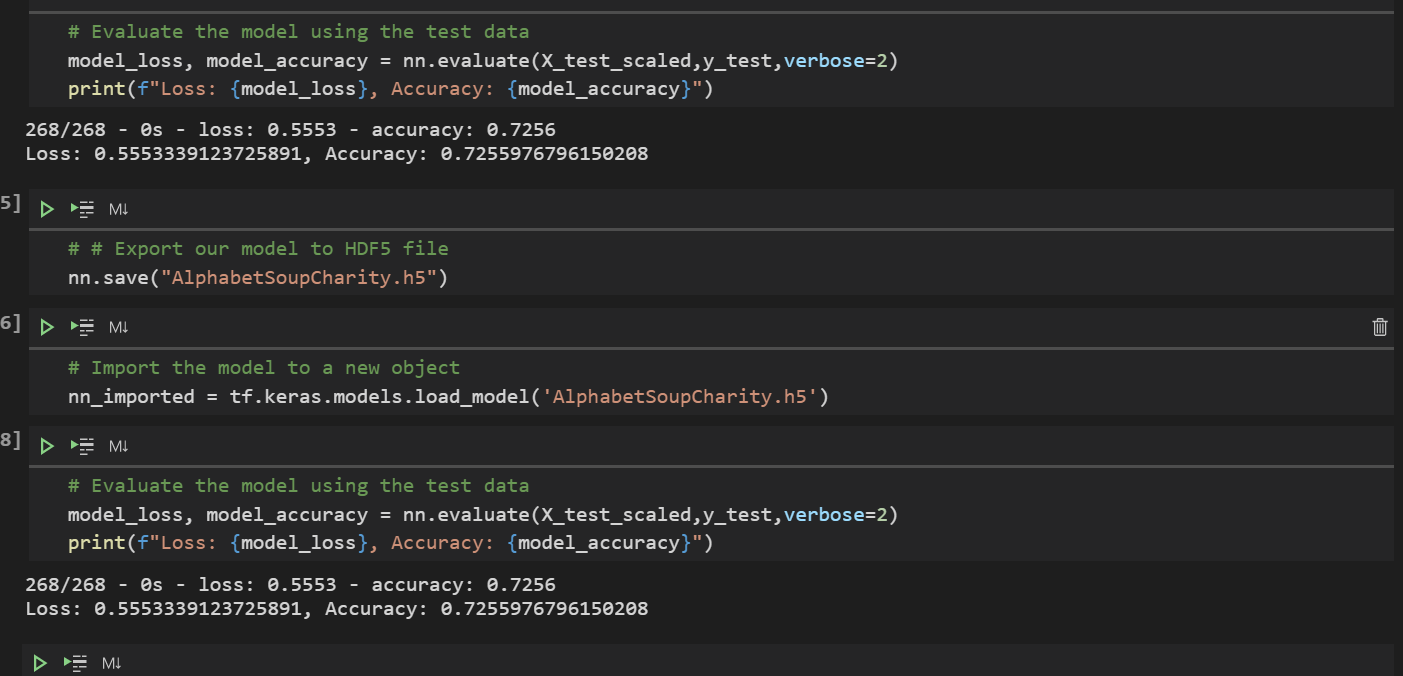 # Evaluate the model using the test data
model_loss, model_accuracy = nn.evaluate(X_test_scaled,y_test,verbose=2)
print(f"Loss: {model_loss}, Accuracy: {model_accuracy}")
268/268 - 0s - loss: 0.5553 - accuracy: 0.7256
Loss: 0.5553339123725891, Accuracy: 0.7255976796150208
5] M↓
# # Export our model to HDF5 file
nn.save("AlphabetSoupCharity.h5")
6] M↓
# Import the model to a new object
nn_imported = tf.keras.models.load_model('AlphabetSoupCharity.h5')
8] M↓
# Evaluate the model using the test data
model_loss, model_accuracy = nn.evaluate(X_test_scaled,y_test,verbose=2)
print(f"Loss: {model_loss}, Accuracy: {model_accuracy}")
268/268 - 0s - loss: 0.5553 - accuracy: 0.7256
Loss: 0.5553339123725891, Accuracy: 0.7255976796150208
M↓